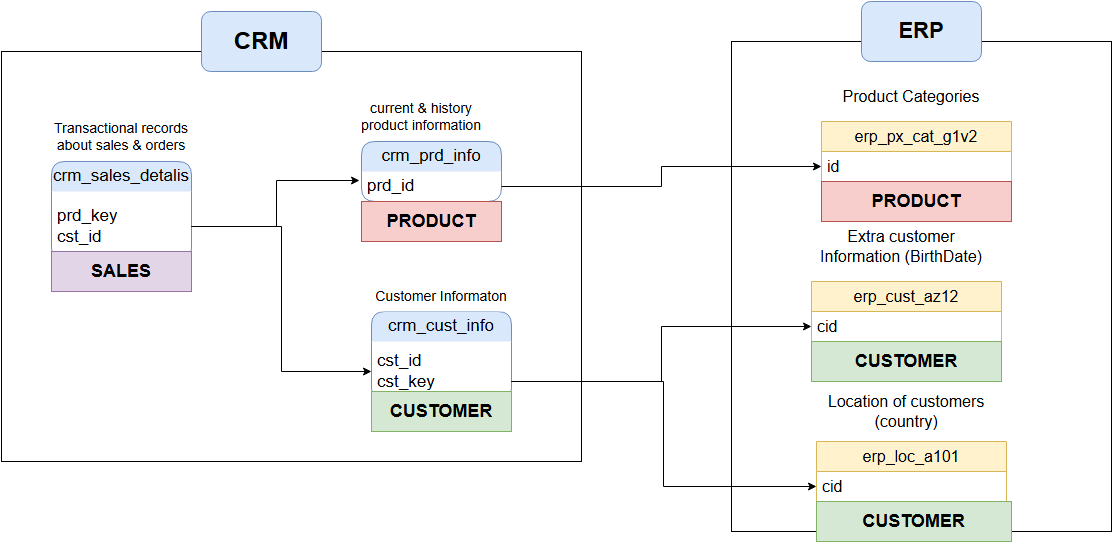 CRM
Transactional records
about sales & orders
crm_sales_detalis
prd_key
cst_id
SALES
current & history
product information
crm_prd_info
prd_id
PRODUCT
Customer Informaton
crm_cust_info
cst_id
cst_key
CUSTOMER
ERP
Product Categories
erp_px_cat_g1v2
id
PRODUCT
Extra customer
Information (BirthDate)
erp_cust_az12
cid
CUSTOMER
Location of customers
(country)
erp_loc_a101
cid
CUSTOMER